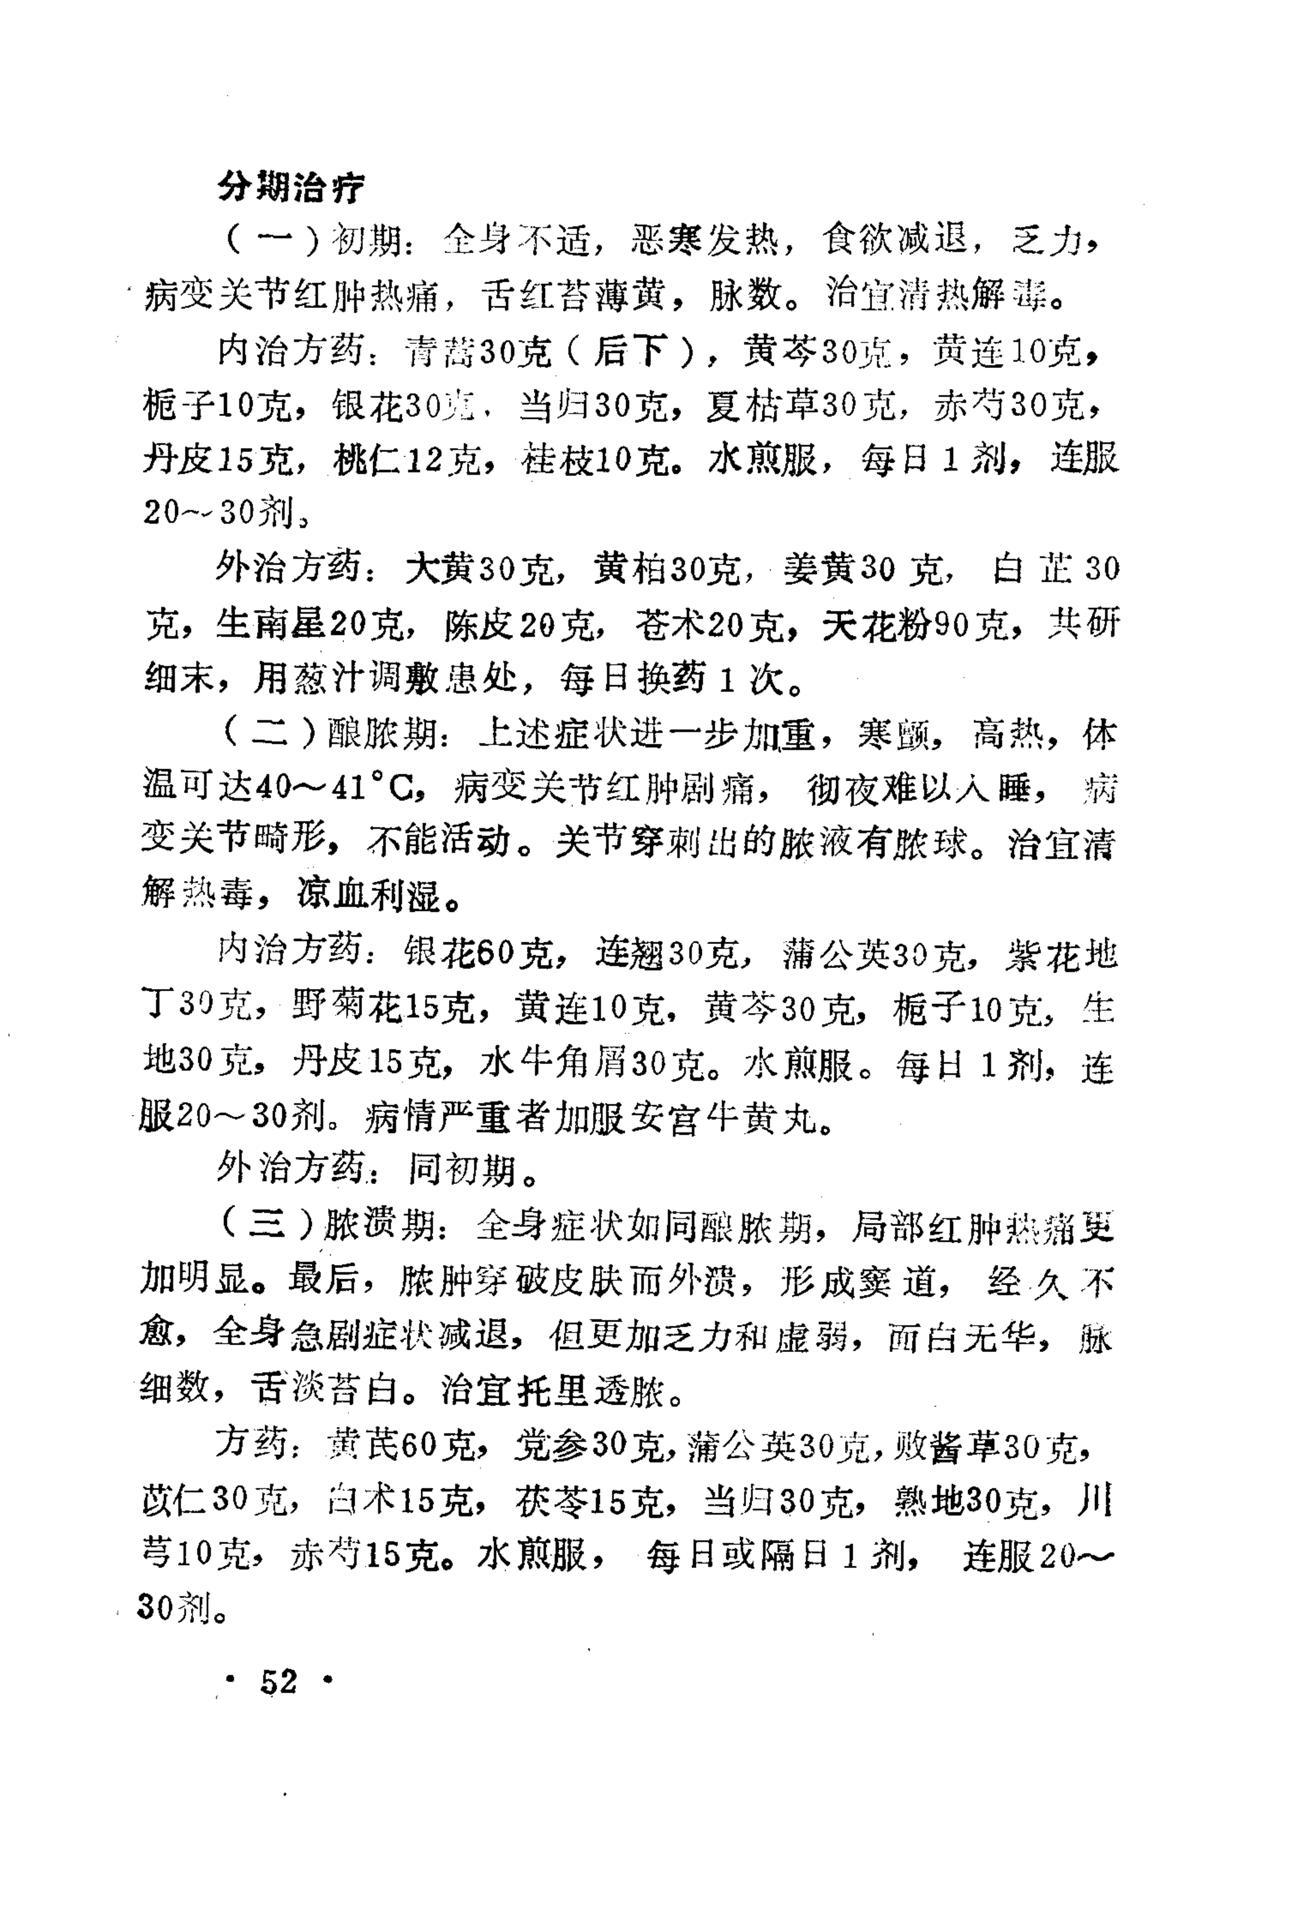 分期治疗
（一）初期：全身不适，恶寒发热，食欲减退，乏力，
病变关节红肿热痛，舌红苔薄黄，脉数。治宜清热解毒。
内治方药：青蒿30克（后下），黄芩30克，黄连10克，
栀子10克，银花30克，当归30克，夏枯草30克，赤芍30克，
丹皮15克，桃仁12克，桂枝10克。水煎服，每日1剂，连服
20～30剂。
外治方药：大黄30克，黄柏30克，姜黄30克，白芷30
克，生南星20克，陈皮20克，苍术20克，天花粉90克，共研
细末，用葱汁调敷患处，每日换药1次。
（二）酿脓期：上述症状进一步加重，寒颤，高热，体
温可达40～41°C，病变关节红肿剧痛，彻夜难以入睡，病
变关节畸形，不能活动。关节穿刺出的脓液有脓球。治宜清
解热毒，凉血利湿。
内治方药：银花60克，连翘30克，蒲公英30克，紫花地
丁30克，野菊花15克，黄连10克，黄芩30克，栀子10克，生
地30克，丹皮15克，水牛角屑30克。水煎服。每日1剂，连
服20～30剂。病情严重者加服安宫牛黄丸。
外治方药：同初期。
（三）脓溃期：全身症状如同酿脓期，局部红肿热痛更
加明显。最后，脓肿穿破皮肤而外溃，形成窦道，经久不
愈，全身急剧症状减退，但更加乏力和虚弱，面白无华，脉
细数，舌淡苔白。治宜托里透脓。
方药：黄芪60克，党参30克，蒲公英30克，败酱草30克，
苡仁30克，白术15克，茯苓15克，当归30克，熟地30克，川
芎10克，赤芍15克。水煎服，每日或隔日1剂，连服20～
30剂。
· 52 ·